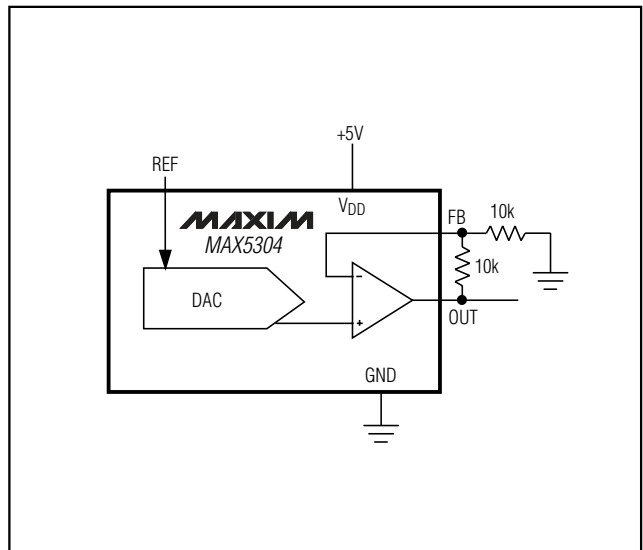 +5V
REF
VDD
MAXIM
MAX5304
FB
10k
10k
DAC
−
+
OUT
GND